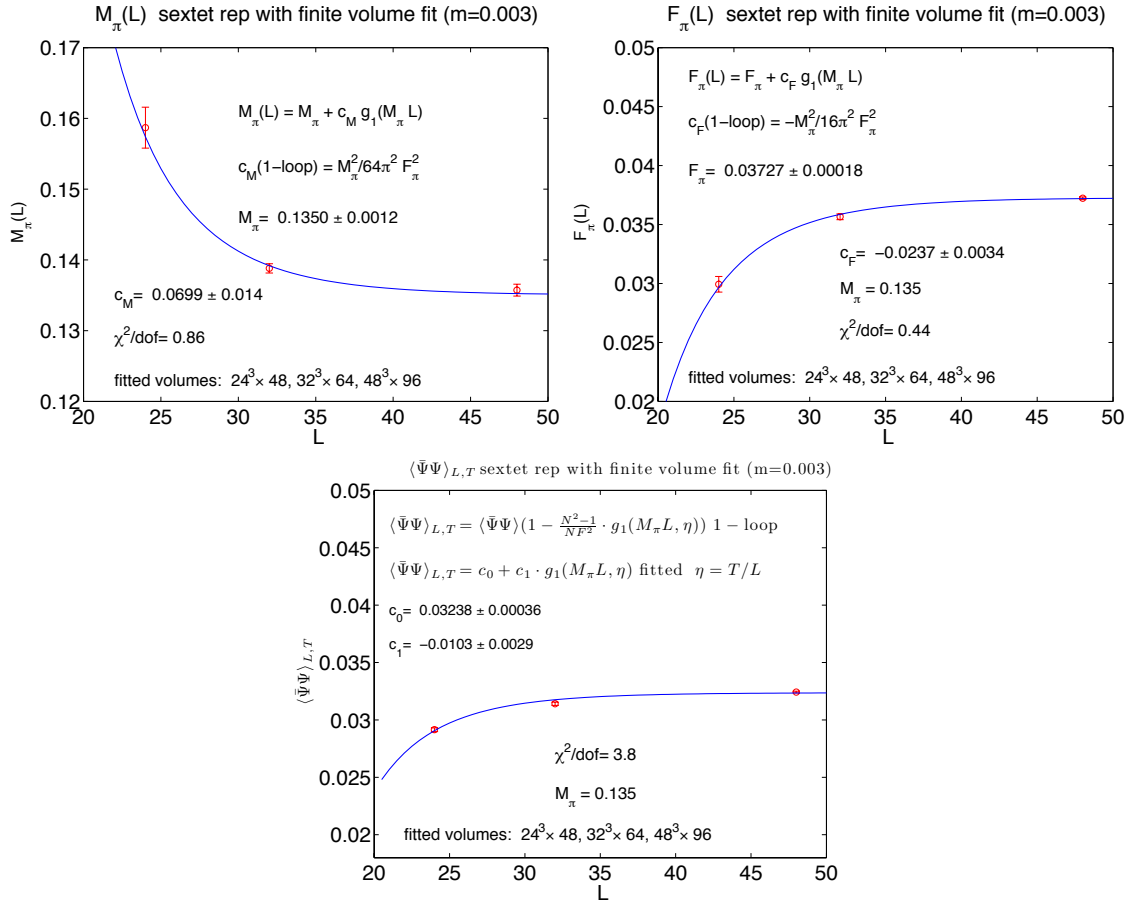 M_π(L) sextet rep with finite volume fit (m=0.003)
M_π(L) = M_π + c_M g_1(M_π L)
c_M(1−loop) = M_π^2/64π^2 F_π^2
M_π= 0.1350 ± 0.0012
c_M= 0.0699 ± 0.014
χ^2/dof= 0.86
fitted volumes: 24^3× 48, 32^3× 64, 48^3× 96
M_π(L)
0.17
0.16
0.15
0.14
0.13
0.12
20 25 30 35 40 45 50
L
F_π(L) sextet rep with finite volume fit (m=0.003)
F_π(L) = F_π + c_F g_1(M_π L)
c_F(1−loop) = −M_π^2/16π^2 F_π^2
F_π= 0.03727 ± 0.00018
c_F= −0.0237 ± 0.0034
M_π = 0.135
χ^2/dof= 0.44
fitted volumes: 24^3× 48, 32^3× 64, 48^3× 96
F_π(L)
0.05
0.045
0.04
0.035
0.03
0.025
0.02
20 25 30 35 40 45 50
L
⟨Ψ̄Ψ⟩_{L,T} sextet rep with finite volume fit (m=0.003)
⟨Ψ̄Ψ⟩_{L,T} = ⟨Ψ̄Ψ⟩(1 − \frac{N^2−1}{NF^2} · g_1(M_πL, η)) 1 − loop
⟨Ψ̄Ψ⟩_{L,T} = c_0 + c_1 · g_1(M_πL, η) fitted η = T/L
c_0= 0.03238 ± 0.00036
c_1= −0.0103 ± 0.0029
χ^2/dof= 3.8
M_π = 0.135
fitted volumes: 24^3× 48, 32^3× 64, 48^3× 96
⟨Ψ̄Ψ⟩_{L,T}
0.05
0.045
0.04
0.035
0.03
0.025
0.02
20 25 30 35 40 45 50
L